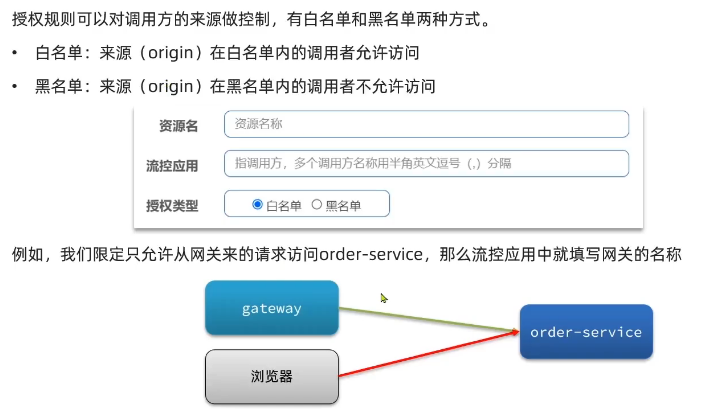 授权规则可以对调用方的来源做控制，有白名单和黑名单两种方式。
• 白名单：来源（origin）在白名单内的调用者允许访问
• 黑名单：来源（origin）在黑名单内的调用者不允许访问
资源名 资源名称
流控应用 指调用方，多个调用方名称用半角英文逗号（,）分隔
授权类型 白名单 黑名单
例如，我们限定只允许从网关来的请求访问order-service，那么流控应用中就填写网关的名称
gateway
order-service
浏览器